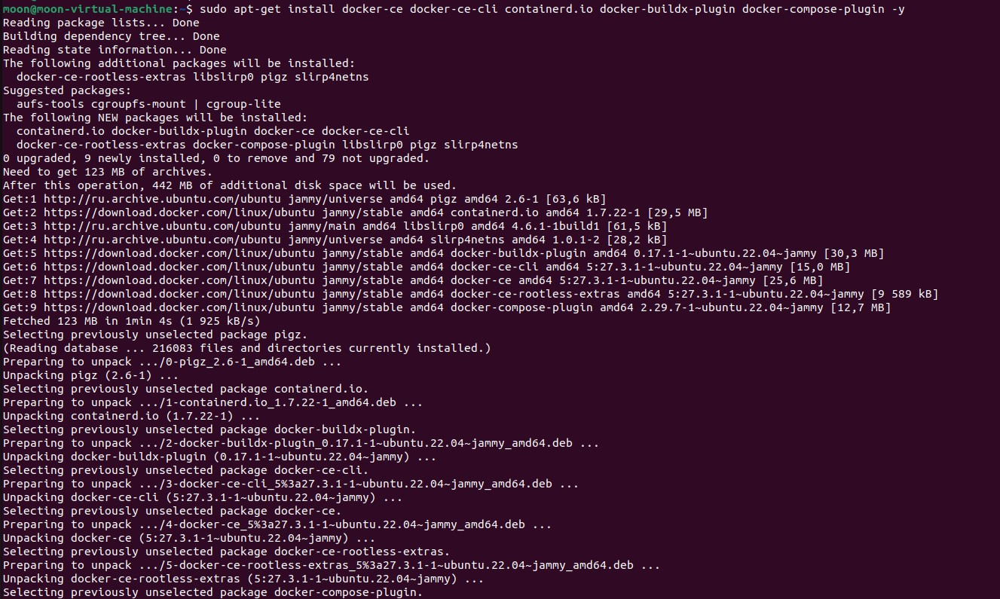 moon@moon-virtual-machine:~$ sudo apt-get install docker-ce docker-ce-cli containerd.io docker-buildx-plugin docker-compose-plugin -y
Reading package lists... Done
Building dependency tree... Done
Reading state information... Done
The following additional packages will be installed:
  docker-ce-rootless-extras libslirp0 pigz slirp4netns
Suggested packages:
  aufs-tools cgroupfs-mount | cgroup-lite
The following NEW packages will be installed:
  containerd.io docker-buildx-plugin docker-ce docker-ce-cli
  docker-ce-rootless-extras docker-compose-plugin libslirp0 pigz slirp4netns
0 upgraded, 9 newly installed, 0 to remove and 79 not upgraded.
Need to get 123 MB of archives.
After this operation, 442 MB of additional disk space will be used.
Get:1 http://ru.archive.ubuntu.com/ubuntu jammy/universe amd64 pigz amd64 2.6-1 [63,6 kB]
Get:2 https://download.docker.com/linux/ubuntu jammy/stable amd64 containerd.io amd64 1.7.22-1 [29,5 MB]
Get:3 http://ru.archive.ubuntu.com/ubuntu jammy/main amd64 libslirp0 amd64 4.6.1-1build1 [61,5 kB]
Get:4 http://ru.archive.ubuntu.com/ubuntu jammy/universe amd64 slirp4netns amd64 1.0.1-2 [28,2 kB]
Get:5 https://download.docker.com/linux/ubuntu jammy/stable amd64 docker-buildx-plugin amd64 0.17.1-1~ubuntu.22.04~jammy [30,3 MB]
Get:6 https://download.docker.com/linux/ubuntu jammy/stable amd64 docker-ce-cli amd64 5:27.3.1-1~ubuntu.22.04~jammy [15,0 MB]
Get:7 https://download.docker.com/linux/ubuntu jammy/stable amd64 docker-ce amd64 5:27.3.1-1~ubuntu.22.04~jammy [25,6 MB]
Get:8 https://download.docker.com/linux/ubuntu jammy/stable amd64 docker-ce-rootless-extras amd64 5:27.3.1-1~ubuntu.22.04~jammy [9 589 kB]
Get:9 https://download.docker.com/linux/ubuntu jammy/stable amd64 docker-compose-plugin amd64 2.29.7-1~ubuntu.22.04~jammy [12,7 MB]
Fetched 123 MB in 1min 4s (1 925 kB/s)
Selecting previously unselected package pigz.
(Reading database ... 216083 files and directories currently installed.)
Preparing to unpack .../0-pigz_2.6-1_amd64.deb ...
Unpacking pigz (2.6-1) ...
Selecting previously unselected package containerd.io.
Preparing to unpack .../1-containerd.io_1.7.22-1_amd64.deb ...
Unpacking containerd.io (1.7.22-1) ...
Selecting previously unselected package docker-buildx-plugin.
Preparing to unpack .../2-docker-buildx-plugin_0.17.1-1~ubuntu.22.04~jammy_amd64.deb ...
Unpacking docker-buildx-plugin (0.17.1-1~ubuntu.22.04~jammy) ...
Selecting previously unselected package docker-ce-cli.
Preparing to unpack .../3-docker-ce-cli_5%3a27.3.1-1~ubuntu.22.04~jammy_amd64.deb ...
Unpacking docker-ce-cli (5:27.3.1-1~ubuntu.22.04~jammy) ...
Selecting previously unselected package docker-ce.
Preparing to unpack .../4-docker-ce_5%3a27.3.1-1~ubuntu.22.04~jammy_amd64.deb ...
Unpacking docker-ce (5:27.3.1-1~ubuntu.22.04~jammy) ...
Selecting previously unselected package docker-ce-rootless-extras.
Preparing to unpack .../5-docker-ce-rootless-extras_5%3a27.3.1-1~ubuntu.22.04~jammy_amd64.deb ...
Unpacking docker-ce-rootless-extras (5:27.3.1-1~ubuntu.22.04~jammy) ...
Selecting previously unselected package docker-compose-plugin.